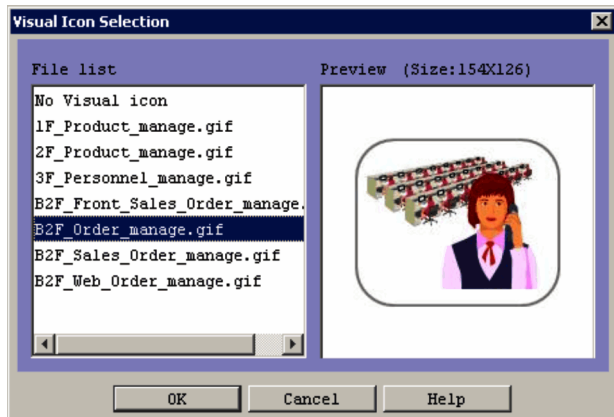 Visual Icon Selection
File list
Preview (Size:154X126)
No Visual icon
1F_Product_manage.gif
2F_Product_manage.gif
3F_Personnel_manage.gif
B2F_Front_Sales_Order_manage.
B2F_Order_manage.gif
B2F_Sales_Order_manage.gif
B2F_Web_Order_manage.gif
OK
Cancel
Help